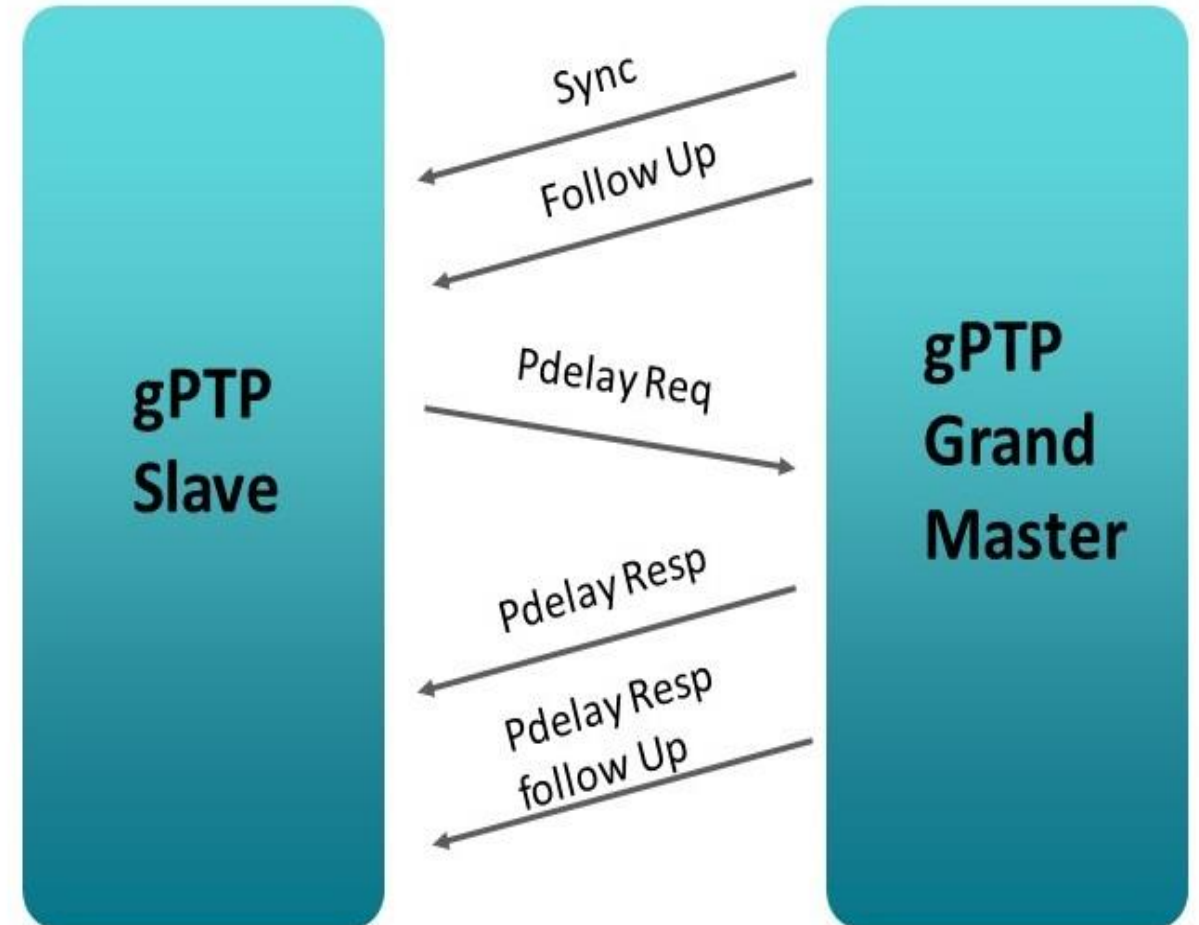 Sync
Follow Up
Pdelay Req
Pdelay Resp
Pdelay Resp
follow Up
gPTP
Slave
gPTP
Grand
Master